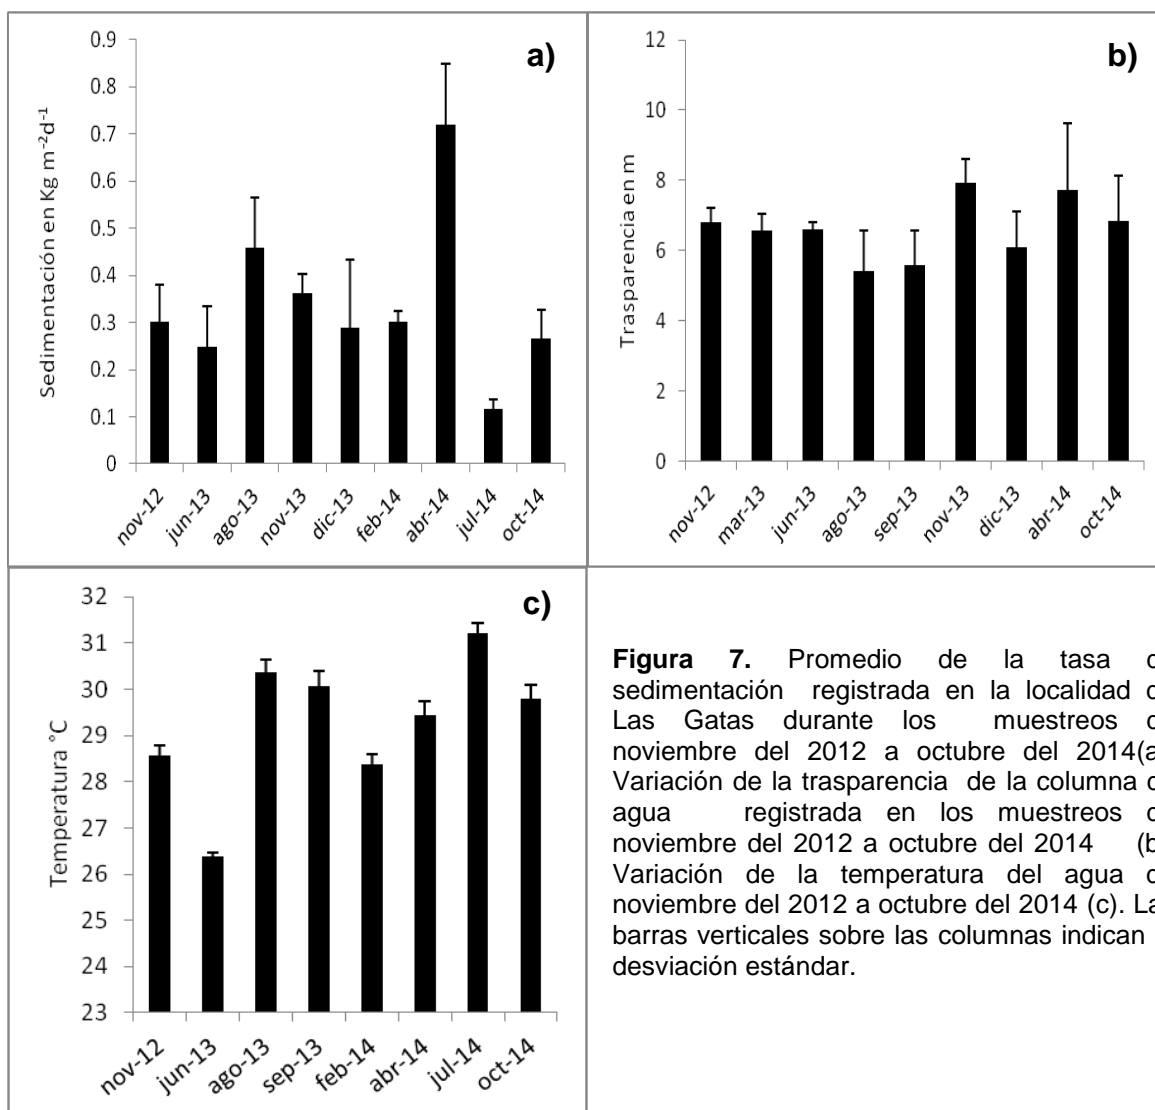 a)
Sedimentación en Kg m⁻²d⁻¹
0.9
0.8
0.7
0.6
0.5
0.4
0.3
0.2
0.1
0
nov-12 jun-13 ago-13 nov-13 dic-13 feb-14 abr-14 jul-14 oct-14
b)
Trasparencia en m
12
10
8
6
4
2
0
nov-12 mar-13 jun-13 ago-13 sep-13 nov-13 dic-13 abr-14 oct-14
c)
Temperatura °C
32
31
30
29
28
27
26
25
24
23
nov-12 jun-13 ago-13 sep-13 feb-14 abr-14 jul-14 oct-14
Figura 7. Promedio de la tasa
sedimentación registrada en la localidad
Las Gatas durante los muestreos
noviembre del 2012 a octubre del 2014(a
Variación de la trasparencia de la columna
agua registrada en los muestreos
noviembre del 2012 a octubre del 2014 (b
Variación de la temperatura del agua
noviembre del 2012 a octubre del 2014 (c). La
barras verticales sobre las columnas indican
desviación estándar.